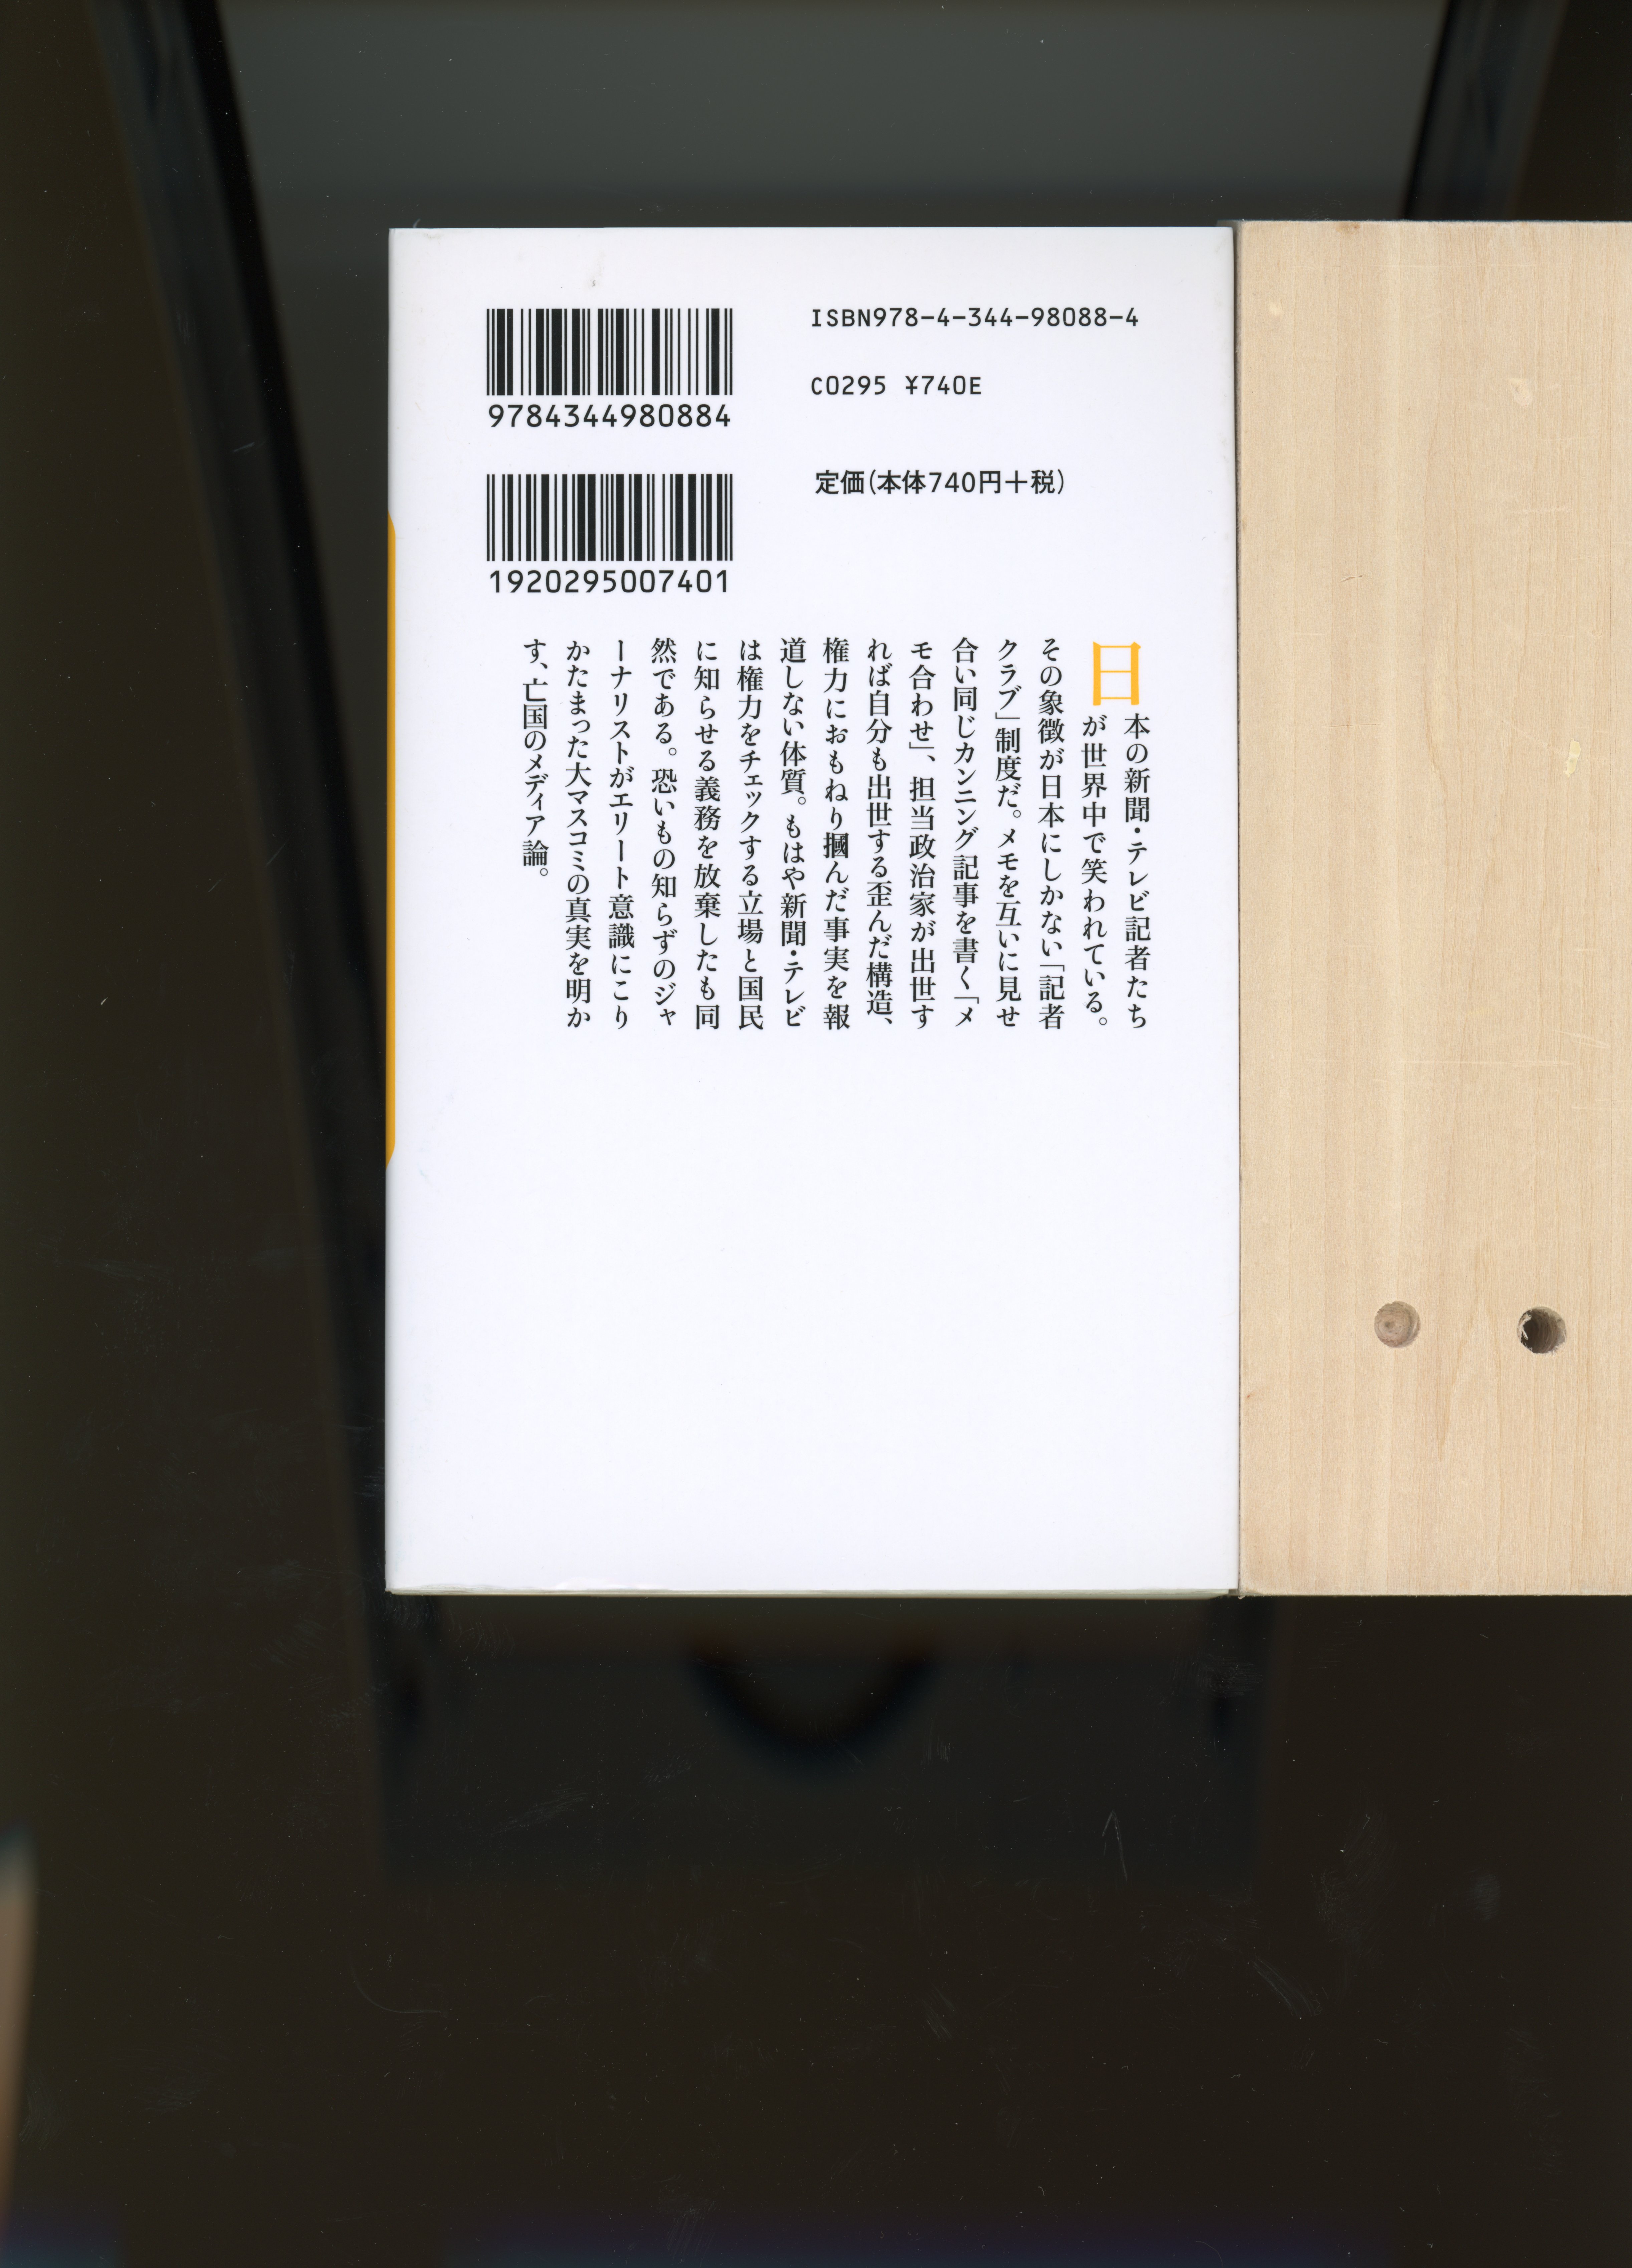 ISBN978-4-344-98088-4
C0295 ¥740E
定価(本体740円+税)
9784344980884
1920295007401
日本の新聞・テレビ記者たち
が世界中で笑われている。
その象徴が日本にしかない「記者
クラブ」制度だ。メモを互いに見せ
合い同じカンニング記事を書く「メ
モ合わせ」、担当政治家が出世す
れば自分も出世する歪んだ構造、
権力におもねり摑んだ事実を報
道しない体質。もはや新聞・テレビ
は権力をチェックする立場と国民
に知らせる義務を放棄したも同
然である。恐いもの知らずのジャ
ーナリストがエリート意識にこり
かたまった大マスコミの真実を明か
す、亡国のメディア論。